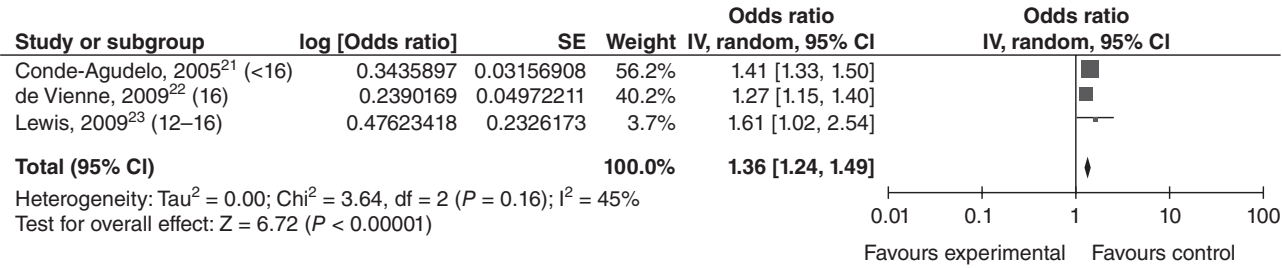 Odds ratio Odds ratio
Study or subgroup log [Odds ratio] SE Weight IV, random, 95% CI IV, random, 95% CI
Conde-Agudelo, 2005²¹ (<16) 0.3435897 0.03156908 56.2% 1.41 [1.33, 1.50]
de Vienne, 2009²² (16) 0.2390169 0.04972211 40.2% 1.27 [1.15, 1.40]
Lewis, 2009²³ (12–16) 0.47623418 0.2326173 3.7% 1.61 [1.02, 2.54]
Total (95% CI) 100.0% 1.36 [1.24, 1.49]
Heterogeneity: Tau² = 0.00; Chi² = 3.64, df = 2 (P = 0.16); I² = 45%
Test for overall effect: Z = 6.72 (P < 0.00001)
0.01 0.1 1 10 100
Favours experimental Favours control